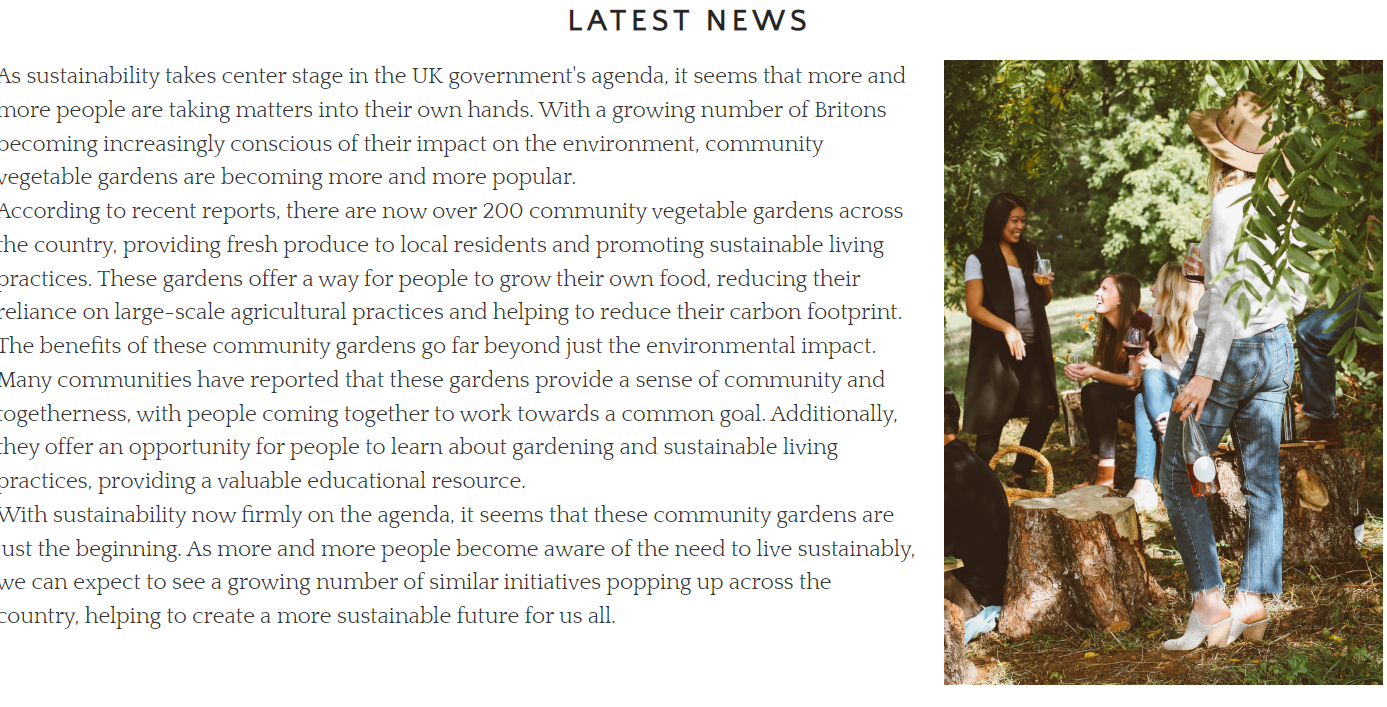 LATEST NEWS
As sustainability takes center stage in the UK government's agenda, it seems that more and
more people are taking matters into their own hands. With a growing number of Britons
becoming increasingly conscious of their impact on the environment, community
vegetable gardens are becoming more and more popular.
According to recent reports, there are now over 200 community vegetable gardens across
the country, providing fresh produce to local residents and promoting sustainable living
practices. These gardens offer a way for people to grow their own food, reducing their
reliance on large-scale agricultural practices and helping to reduce their carbon footprint.
The benefits of these community gardens go far beyond just the environmental impact.
Many communities have reported that these gardens provide a sense of community and
togetherness, with people coming together to work towards a common goal. Additionally,
they offer an opportunity for people to learn about gardening and sustainable living
practices, providing a valuable educational resource.
With sustainability now firmly on the agenda, it seems that these community gardens are
just the beginning. As more and more people become aware of the need to live sustainably,
we can expect to see a growing number of similar initiatives popping up across the
country, helping to create a more sustainable future for us all.